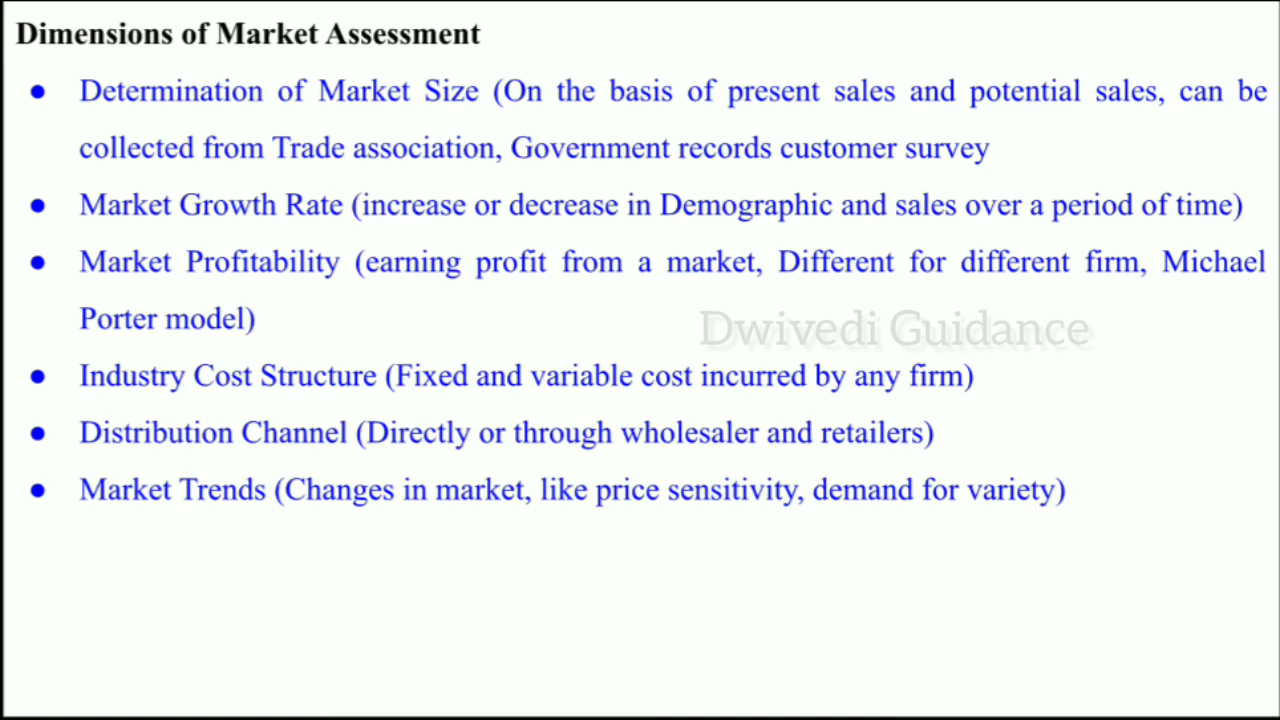 Dimensions of Market Assessment
● Determination of Market Size (On the basis of present sales and potential sales, can be
collected from Trade association, Government records customer survey
● Market Growth Rate (increase or decrease in Demographic and sales over a period of time)
● Market Profitability (earning profit from a market, Different for different firm, Michael
Porter model)
Dwivedi Guidance
● Industry Cost Structure (Fixed and variable cost incurred by any firm)
● Distribution Channel (Directly or through wholesaler and retailers)
● Market Trends (Changes in market, like price sensitivity, demand for variety)